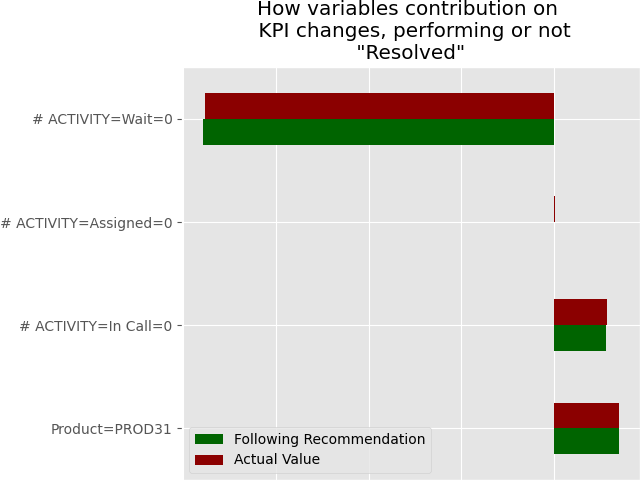 How variables contribution on
KPI changes, performing or not
"Resolved"
# ACTIVITY=Wait=0
# ACTIVITY=Assigned=0
# ACTIVITY=In Call=0
Product=PROD31
Following Recommendation
Actual Value